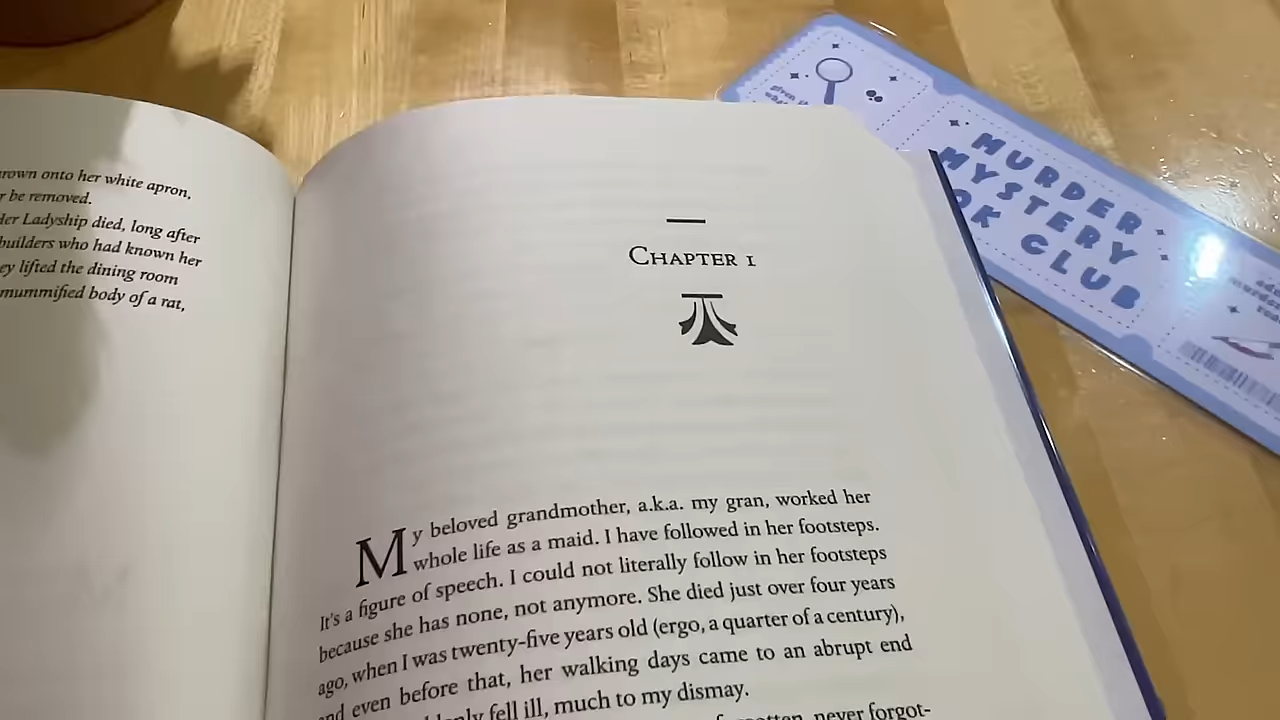 onto her white apron,
be removed.
Ladyship died, long after
builders who had known her
lifted the dining room
mummified body of a rat,
CHAPTER 1
My beloved grandmother, a.k.a. my gran, worked her
whole life as a maid. I have followed in her footsteps.
It's a figure of speech. I could not literally follow in her footsteps
because she has none, not anymore. She died just over four years
ago, when I was twenty-five years old (ergo, a quarter of a century),
and even before that, her walking days came to an abrupt end
fell ill, much to my dismay.
never forgot-
MURDER
MYSTERY
CLUB